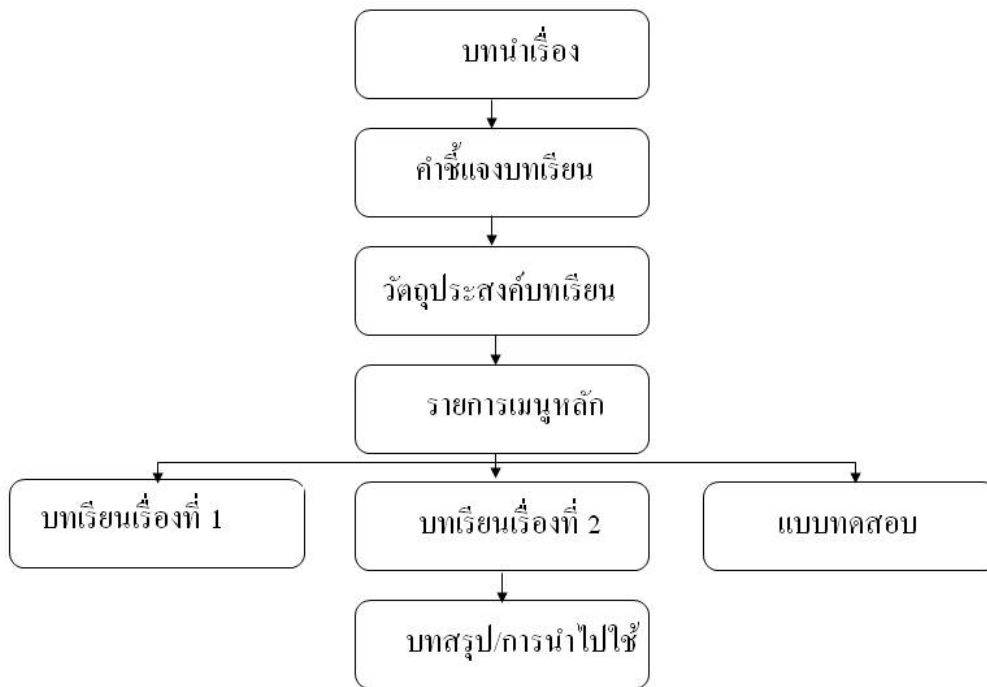 บทนำเรื่อง
คำชี้แจงบทเรียน
วัตถุประสงค์บทเรียน
รายการเมนูหลัก
บทเรียนเรื่องที่ 1
บทเรียนเรื่องที่ 2
แบบทดสอบ
บทสรุป/การนำไปใช้